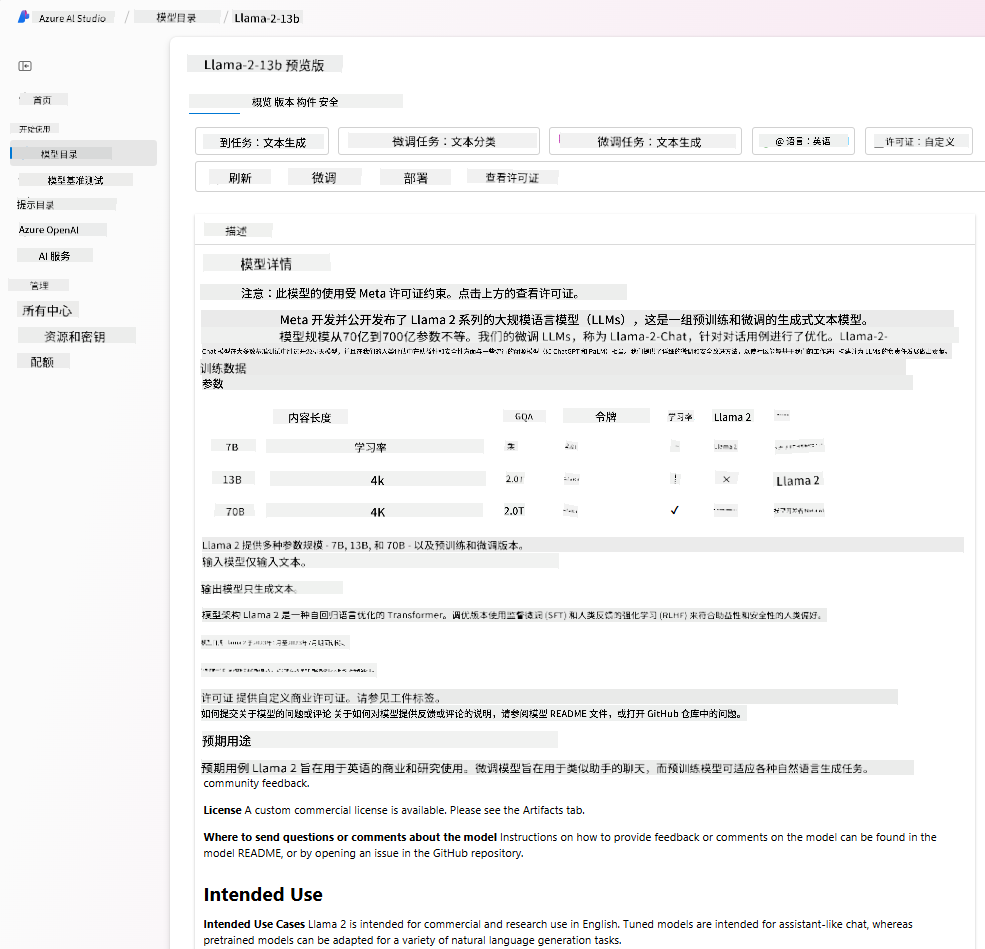 Azure AI Studio / 模型目录 / Llama-2-13b
Llama-2-13b 预览版
首页
概览 版本 构件 安全
开始使用
到任务：文本生成
微调任务：文本分类
微调任务：文本生成
@ 语言：英语
许可证：自定义
模型目录
模型基准测试
刷新
微调
部署
查看许可证
提示目录
Azure OpenAI
描述
AI 服务
模型详情
管理
注意：此模型的使用受 Meta 许可证约束。点击上方的查看许可证。
所有中心
Meta 开发并公开发布了 Llama 2 系列的大规模语言模型（LLMs），这是一组预训练和微调的生成式文本模型。
资源和密钥
模型规模从70亿到700亿参数不等。我们的微调 LLMs，称为 Llama-2-Chat，针对对话用例进行了优化。Llama-2-
配额
训练数据
参数
内容长度 GQA 令牌 学习率 Llama 2
7B 学习率 2.0T Llama 2
13B 4k 2.0T ! × Llama 2
70B 4K 2.0T ✓
Llama 2 提供多种参数规模 - 7B, 13B, 和 70B - 以及预训练和微调版本。
输入模型仅输入文本。
输出模型只生成文本。
模型架构 Llama 2 是一种自回归语言优化的 Transformer。调优版本使用监督微调 (SFT) 和人类反馈的强化学习 (RLHF) 来符合助益性和安全性的人类偏好。
许可证 提供自定义商业许可证。请参见工件标签。
如何提交关于模型的问题或评论 关于如何对模型提供反馈或评论的说明，请参阅模型 README 文件，或打开 GitHub 仓库中的问题。
预期用途
预期用例 Llama 2 旨在用于英语的商业和研究使用。微调模型旨在用于类似助手的聊天，而预训练模型可适应各种自然语言生成任务。
community feedback.
License A custom commercial license is available. Please see the Artifacts tab.
Where to send questions or comments about the model Instructions on how to provide feedback or comments on the model can be found in the
model README, or by opening an issue in the GitHub repository.
Intended Use
Intended Use Cases Llama 2 is intended for commercial and research use in English. Tuned models are intended for assistant-like chat, whereas
pretrained models can be adapted for a variety of natural language generation tasks.